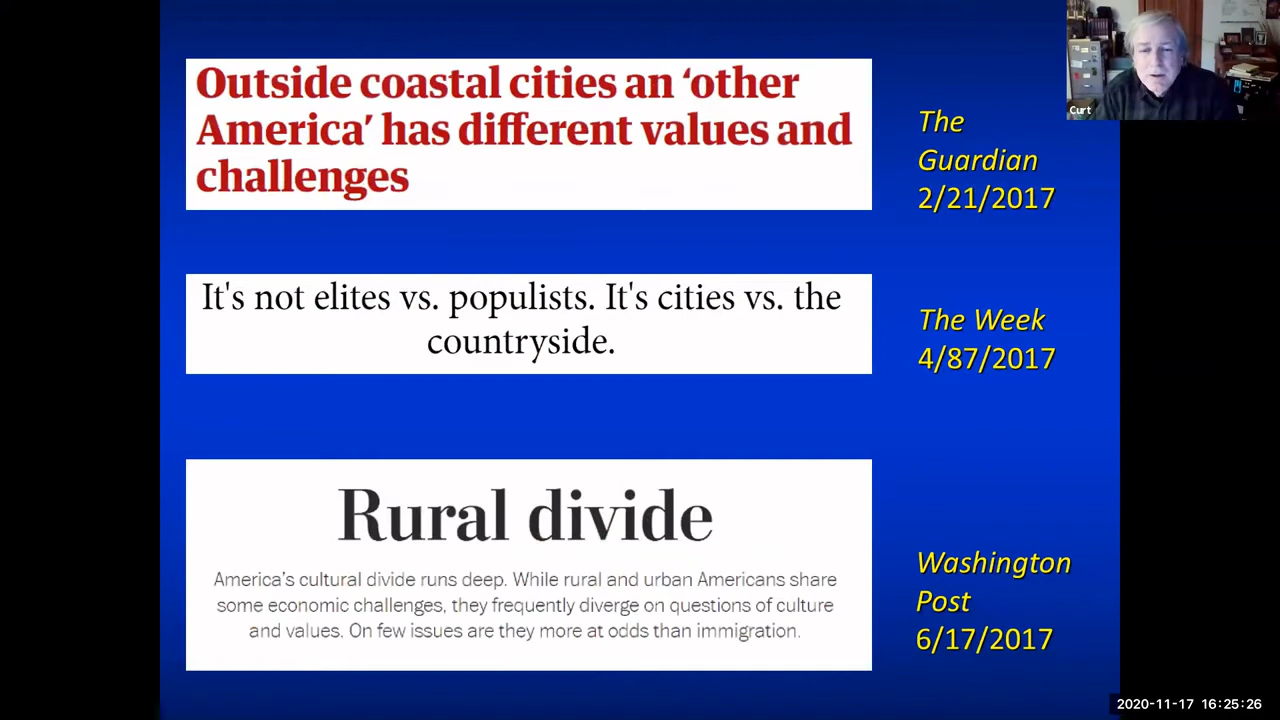 Outside coastal cities an ‘other
America’ has different values and
challenges
The
Guardian
2/21/2017
It's not elites vs. populists. It's cities vs. the
countryside.
The Week
4/87/2017
Rural divide
America’s cultural divide runs deep. While rural and urban Americans share
some economic challenges, they frequently diverge on questions of culture
and values. On few issues are they more at odds than immigration.
Washington
Post
6/17/2017
Curt
2020-11-17 16:25:26